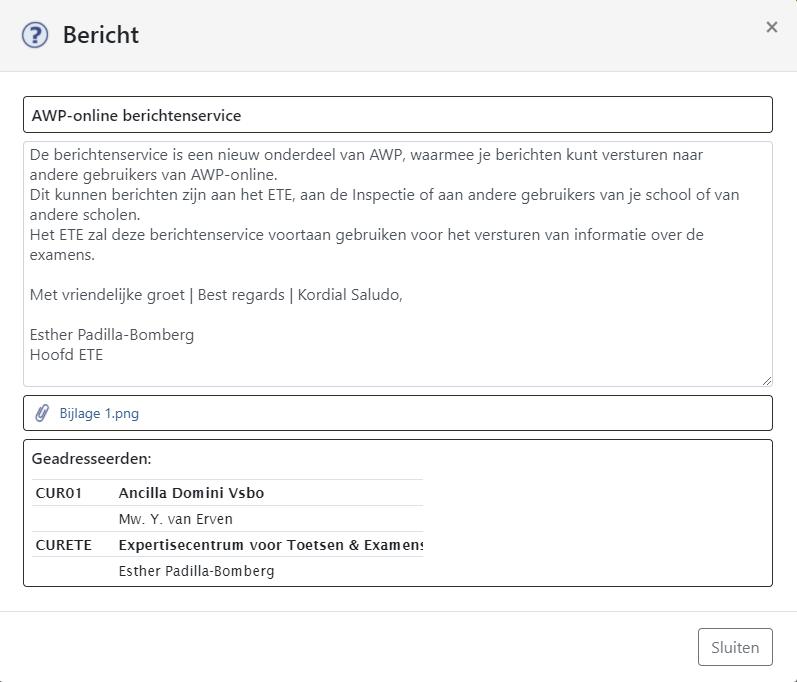 Bericht
×
AWP-online berichtenservice
De berichtenservice is een nieuw onderdeel van AWP, waarmee je berichten kunt versturen naar
andere gebruikers van AWP-online.
Dit kunnen berichten zijn aan het ETE, aan de Inspectie of aan andere gebruikers van je school of van
andere scholen.
Het ETE zal deze berichtenservice voortaan gebruiken voor het versturen van informatie over de
examens.
Met vriendelijke groet | Best regards | Kordial Saludo,
Esther Padilla-Bomberg
Hoofd ETE
Bijlage 1.png
Geadresseerden:
CUR01 Ancilla Domini Vsbo
Mw. Y. van Erven
CURETE Expertisecentrum voor Toetsen & Examens
Esther Padilla-Bomberg
Sluiten